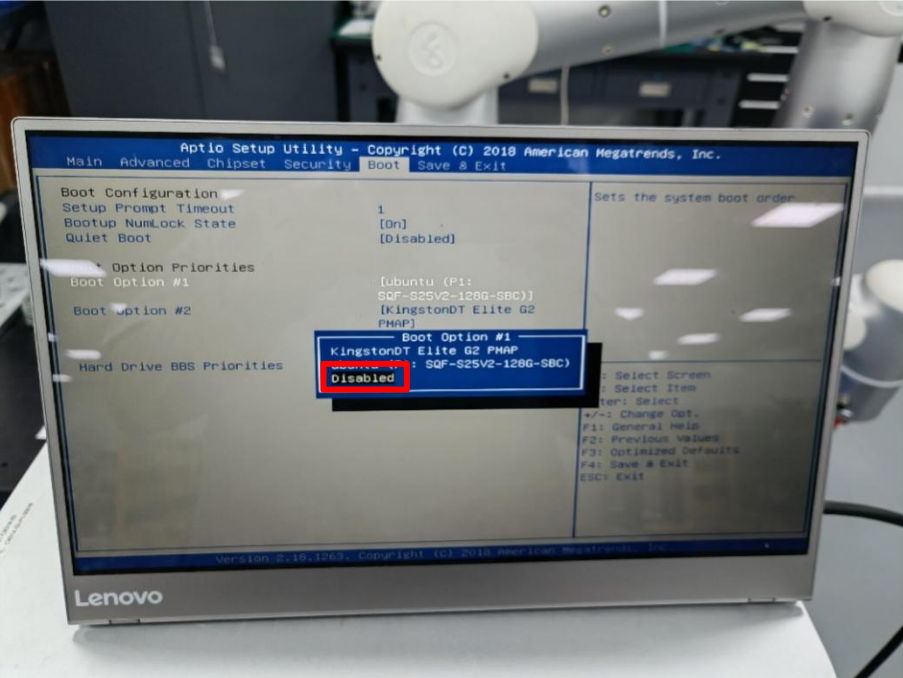 Aptio Setup Utility - Copyright (C) 2018 American Megatrends, Inc.
Main Advanced Chipset Security Boot Save & Exit
Boot Configuration
Setup Prompt Timeout 1
Bootup NumLock State [On]
Quiet Boot [Disabled]
Option Priorities
Boot Option #1 [ubuntu (P1:
SQF-S25V2-128G-SBC)]
Boot Option #2 [KingstonDT Elite G2
PMAP]
Hard Drive BBS Priorities
Boot Option #1
KingstonDT Elite G2 PMAP
ubuntu : SQF-S25V2-128G-SBC)
Disabled
Sets the system boot order
: Select Screen
: Select Item
ter: Select
+/-: Change Opt.
F1: General Help
F2: Previous Values
F3: Optimized Defaults
F4: Save & Exit
ESC: Exit
Version 2.18.1263. Copyright (C) 2018 American Megatrends, Inc.
Lenovo